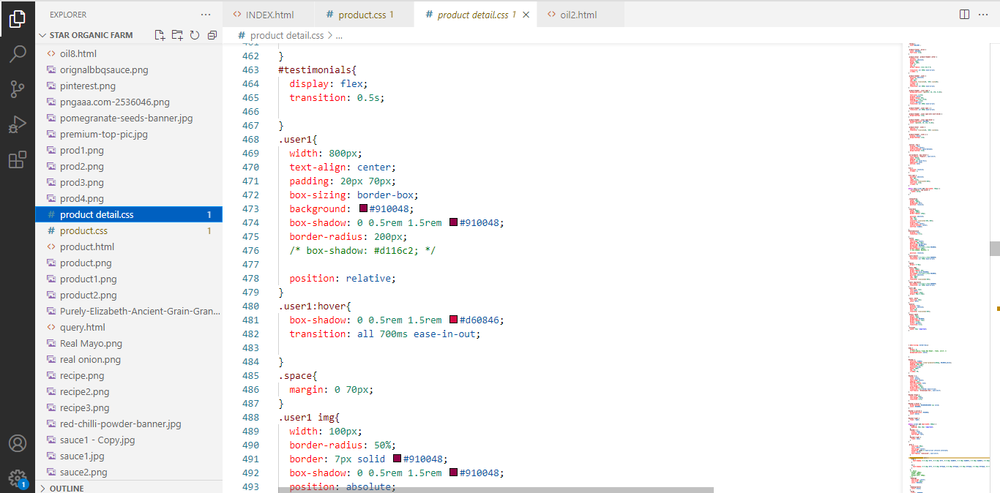 EXPLORER
STAR ORGANIC FARM
oil8.html
orignalbbqsauce.png
pinterest.png
pngaaa.com-2536046.png
pomegranate-seeds-banner.jpg
premium-top-pic.jpg
prod1.png
prod2.png
prod3.png
prod4.png
product detail.css 1
product.css 1
product.html
product.png
product1.png
product2.png
Purely-Elizabeth-Ancient-Grain-Gran...
query.html
Real Mayo.png
real onion.png
recipe.png
recipe2.png
recipe3.png
red-chilli-powder-banner.jpg
sauce1 - Copy.jpg
sauce1.jpg
sauce2.png
OUTLINE
1
INDEX.html # product.css 1 # product detail.css 1 oil2.html
# product detail.css > ...
461
462 }
463 #testimonials{
464 display: flex;
465 transition: 0.5s;
466
467 }
468 .user1{
469 width: 800px;
470 text-align: center;
471 padding: 20px 70px;
472 box-sizing: border-box;
473 background: #910048;
474 box-shadow: 0 0.5rem 1.5rem #910048;
475 border-radius: 200px;
476 /* box-shadow: #d116c2; */
477
478 position: relative;
479 }
480 .user1:hover{
481 box-shadow: 0 0.5rem 1.5rem #d60846;
482 transition: all 700ms ease-in-out;
483
484 }
485 .space{
486 margin: 0 70px;
487 }
488 .user1 img{
489 width: 100px;
490 border-radius: 50%;
491 border: 7px solid #910048;
492 box-shadow: 0 0.5rem 1.5rem #910048;
493 position: absolute;